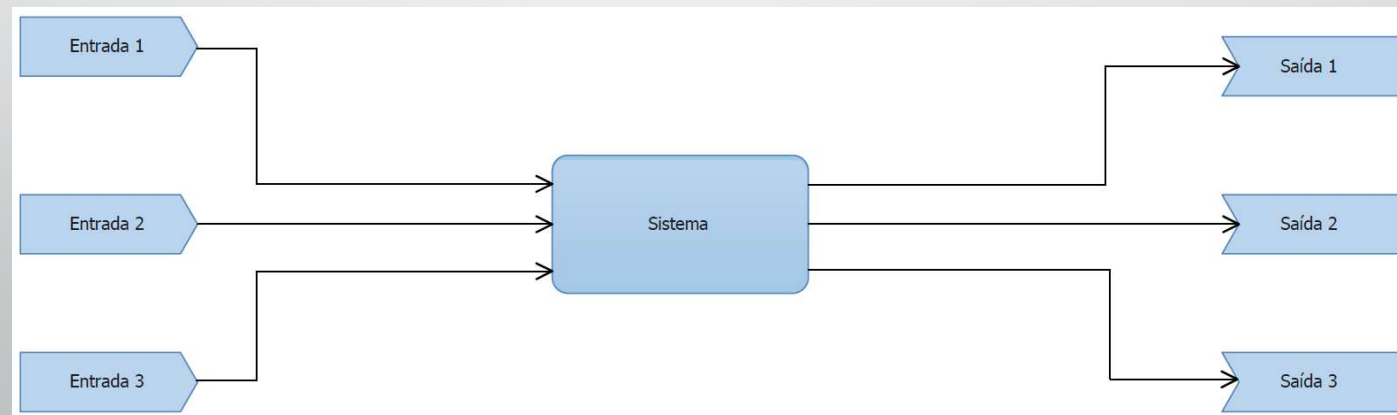 Entrada 1
Saída 1
Entrada 2
Sistema
Saída 2
Entrada 3
Saída 3